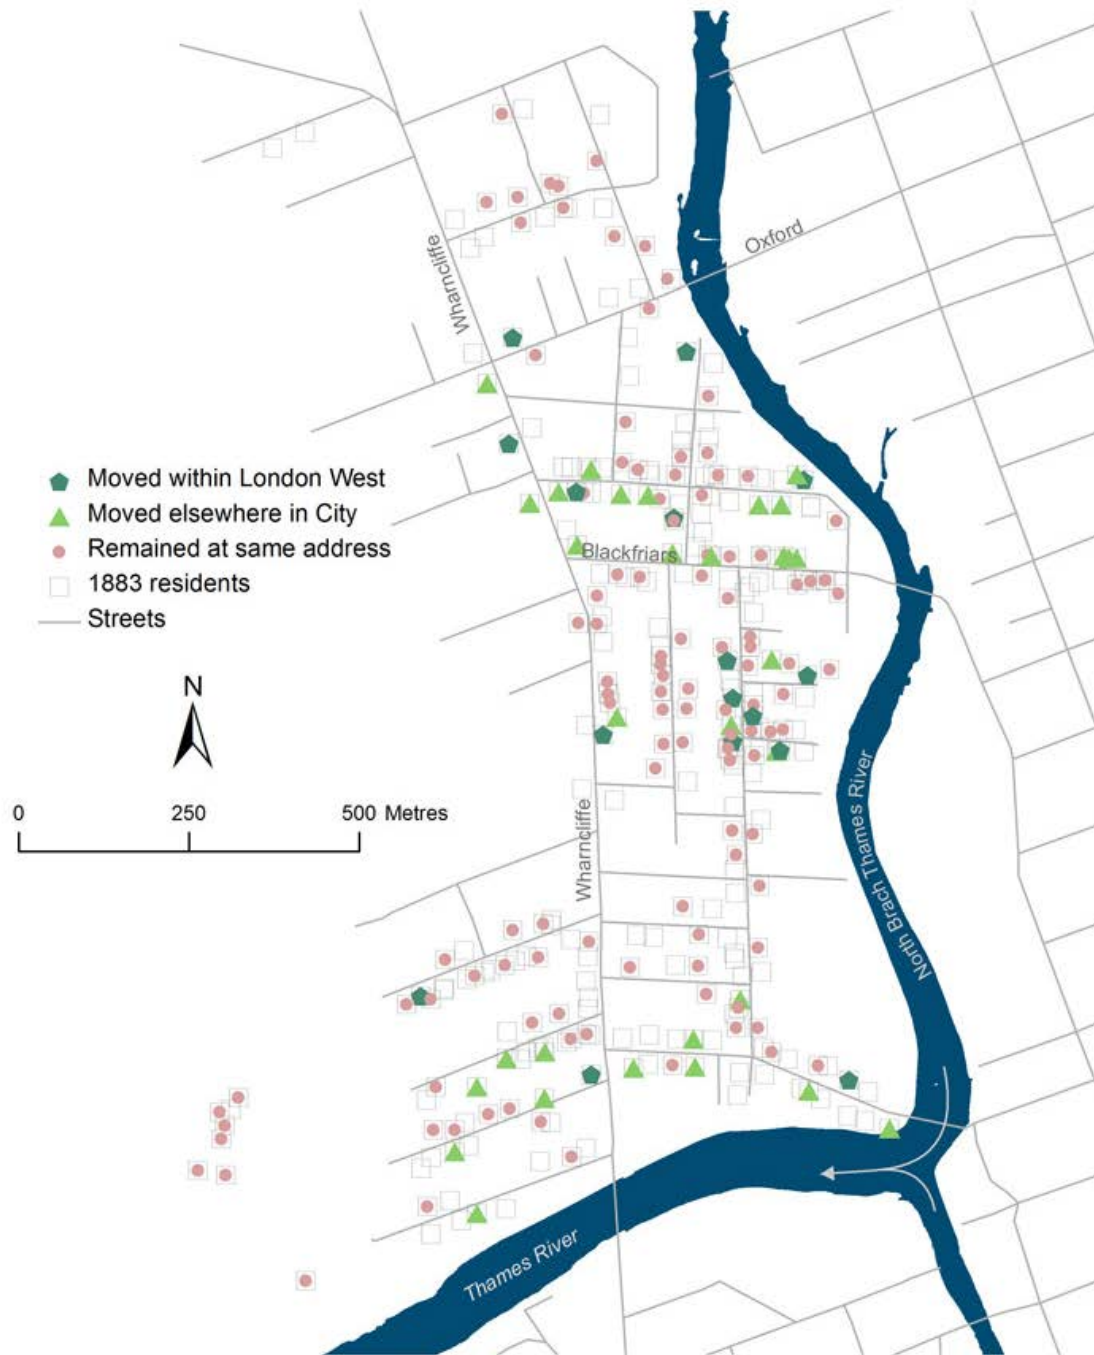 Oxford
Wharncliffe
Moved within London West
Moved elsewhere in City
Remained at same address
1883 residents
Streets
Blackfriars
N
0 250 500 Metres
Wharncliffe
North Brach Thames River
Thames River